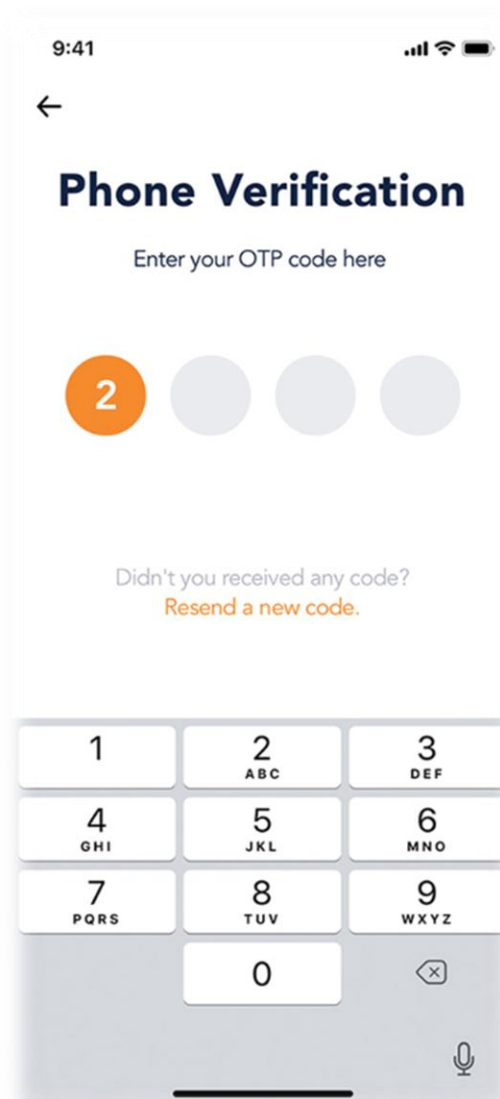 9:41
Phone Verification
Enter your OTP code here
2
Didn't you received any code?
Resend a new code.
1 2 3
ABC DEF
4 5 6
GHI JKL MNO
7 8 9
PQRS TUV WXYZ
0